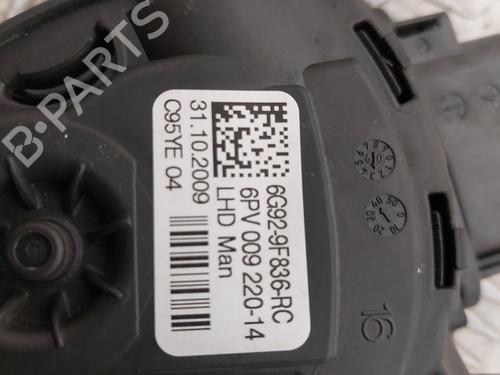 6G92-9F836-RC
6PV 009 220-14
LHD Man
31.10.2009
C95YE 04
16
B-PARTS